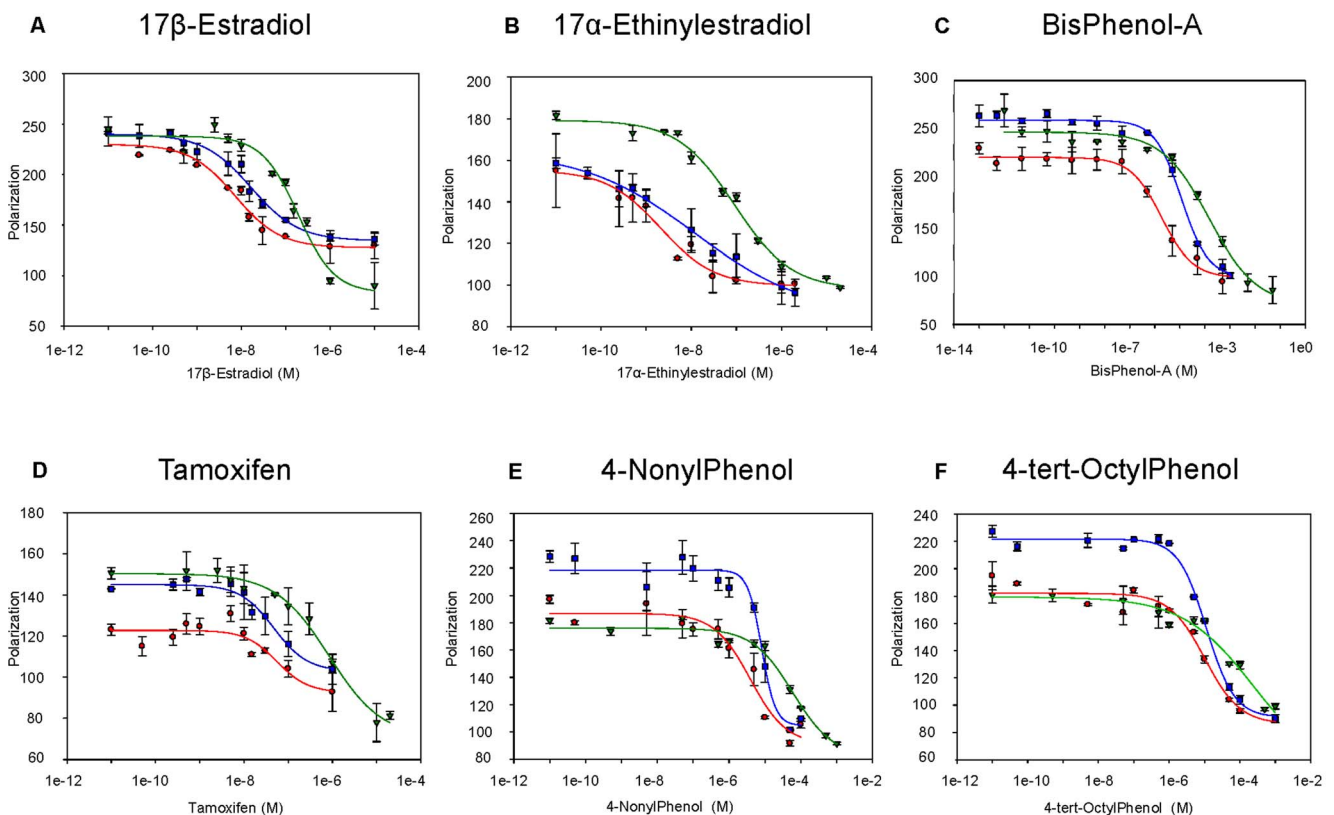 A 17β-Estradiol
300
250
200
150
100
50
Polarization
1e-12 1e-10 1e-8 1e-6 1e-4
17β-Estradiol (M)
B 17α-Ethinylestradiol
200
180
160
140
120
100
80
Polarization
1e-12 1e-10 1e-8 1e-6 1e-4
17α-Ethinylestradiol (M)
C BisPhenol-A
300
250
200
150
100
50
Polarization
1e-14 1e-10 1e-7 1e-3 1e0
BisPhenol-A (M)
D Tamoxifen
180
160
140
120
100
80
60
Polarization
1e-12 1e-10 1e-8 1e-6 1e-4
Tamoxifen (M)
E 4-NonylPhenol
260
240
220
200
180
160
140
120
100
80
Polarization
1e-12 1e-10 1e-8 1e-6 1e-4 1e-2
4-NonylPhenol (M)
F 4-tert-OctylPhenol
240
220
200
180
160
140
120
100
80
60
Polarization
1e-12 1e-10 1e-8 1e-6 1e-4 1e-2
4-tert-OctylPhenol (M)